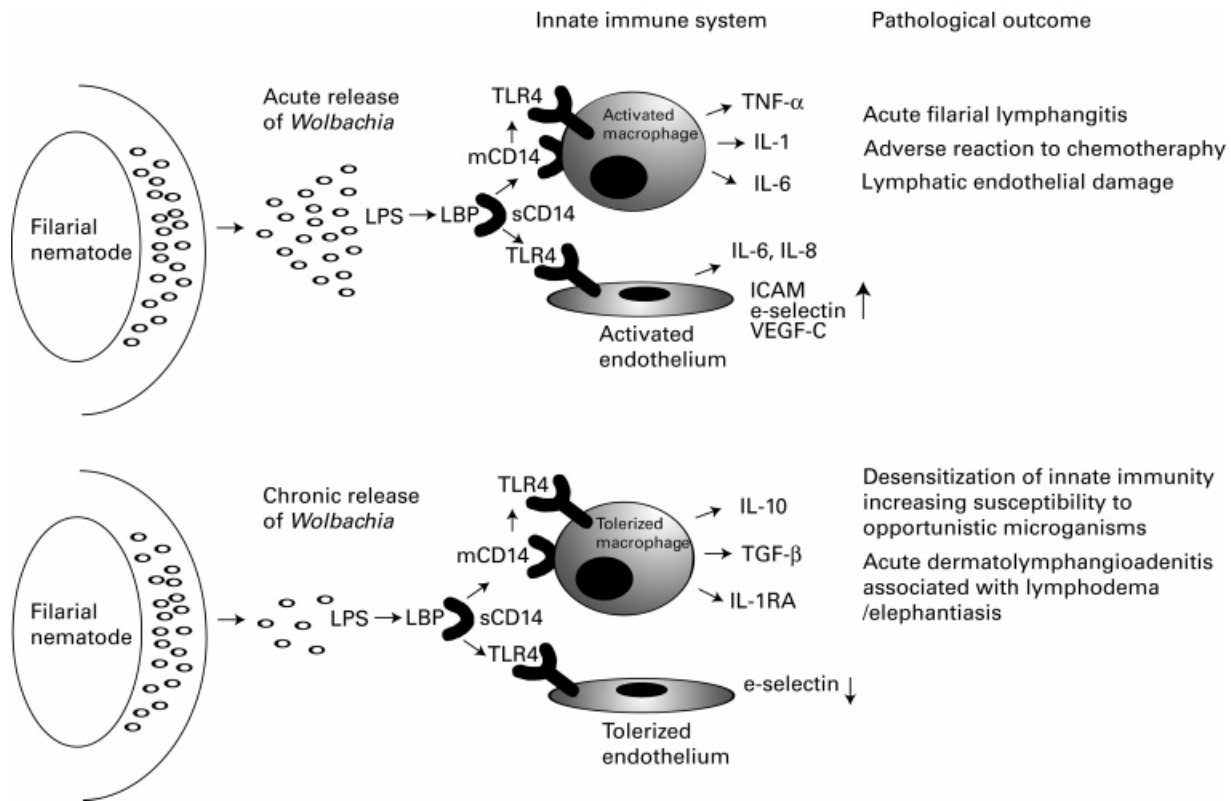 Innate immune system
Pathological outcome
Acute release
of Wolbachia
Filarial
nematode
LPS
LBP
sCD14
mCD14
TLR4
TLR4
Activated
macrophage
TNF-α
IL-1
IL-6
IL-6, IL-8
ICAM
e-selectin
VEGF-C
Activated
endothelium
Acute filarial lymphangitis
Adverse reaction to chemotheraphy
Lymphatic endothelial damage
Chronic release
of Wolbachia
Filarial
nematode
LPS
LBP
sCD14
mCD14
TLR4
TLR4
Tolerized
macrophage
IL-10
TGF-β
IL-1RA
e-selectin
Tolerized
endothelium
Desensitization of innate immunity
increasing susceptibility to
opportunistic microganisms
Acute dermatolymphangioadenitis
associated with lymphodema
/elephantiasis